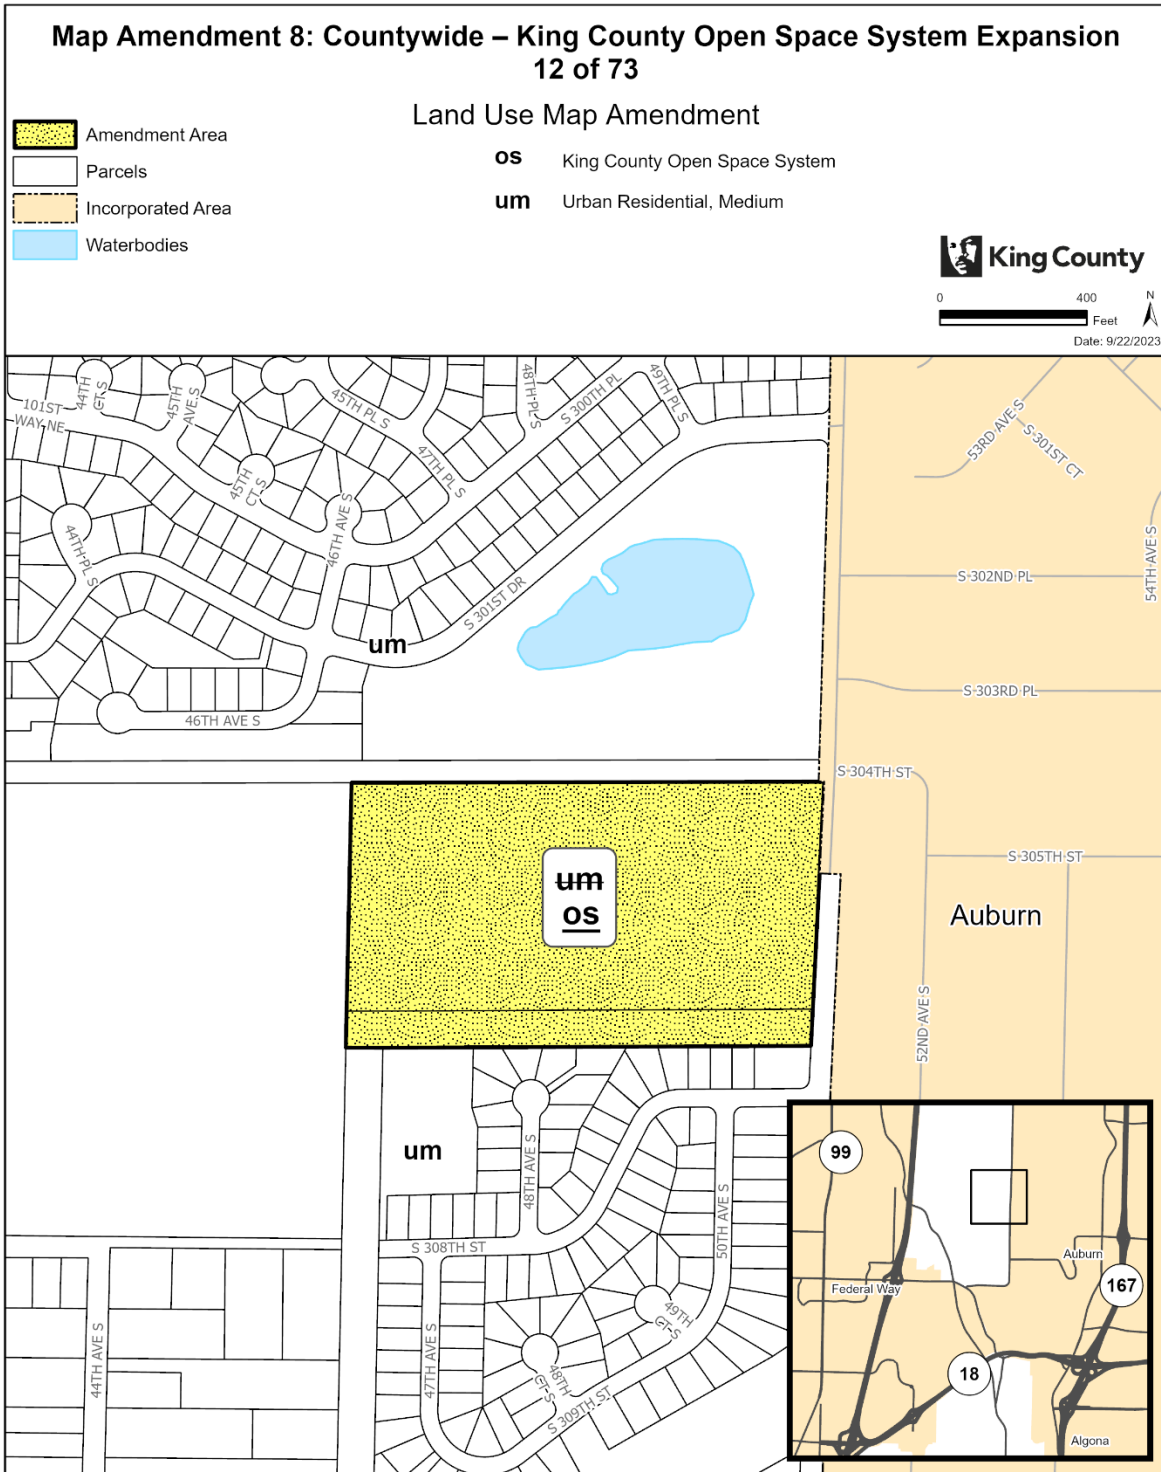 Map Amendment 8: Countywide – King County Open Space System Expansion
12 of 73
Land Use Map Amendment
Amendment Area
Parcels
Incorporated Area
Waterbodies
os King County Open Space System
um Urban Residential, Medium
King County
0 400
Feet
N
Date: 9/22/2023
101ST
WAY NE
44TH
CT S
45TH
AVE S
45TH PL S
48TH PL S
S 300TH PL
49TH PL S
47TH PL S
45TH
CT S
46TH AVE S
44TH PL S
S 301ST DR
um
46TH AVE S
53RD AVE S
S 301ST CT
54TH AVE S
S 302ND PL
S 303RD PL
S 304TH ST
S 305TH ST
um
os
Auburn
52ND AVE S
um
48TH AVE S
50TH AVE S
S 308TH ST
49TH
CT S
44TH AVE S
47TH AVE S
48TH
CT S
S 309TH ST
99
Auburn
Federal Way
167
18
Algona